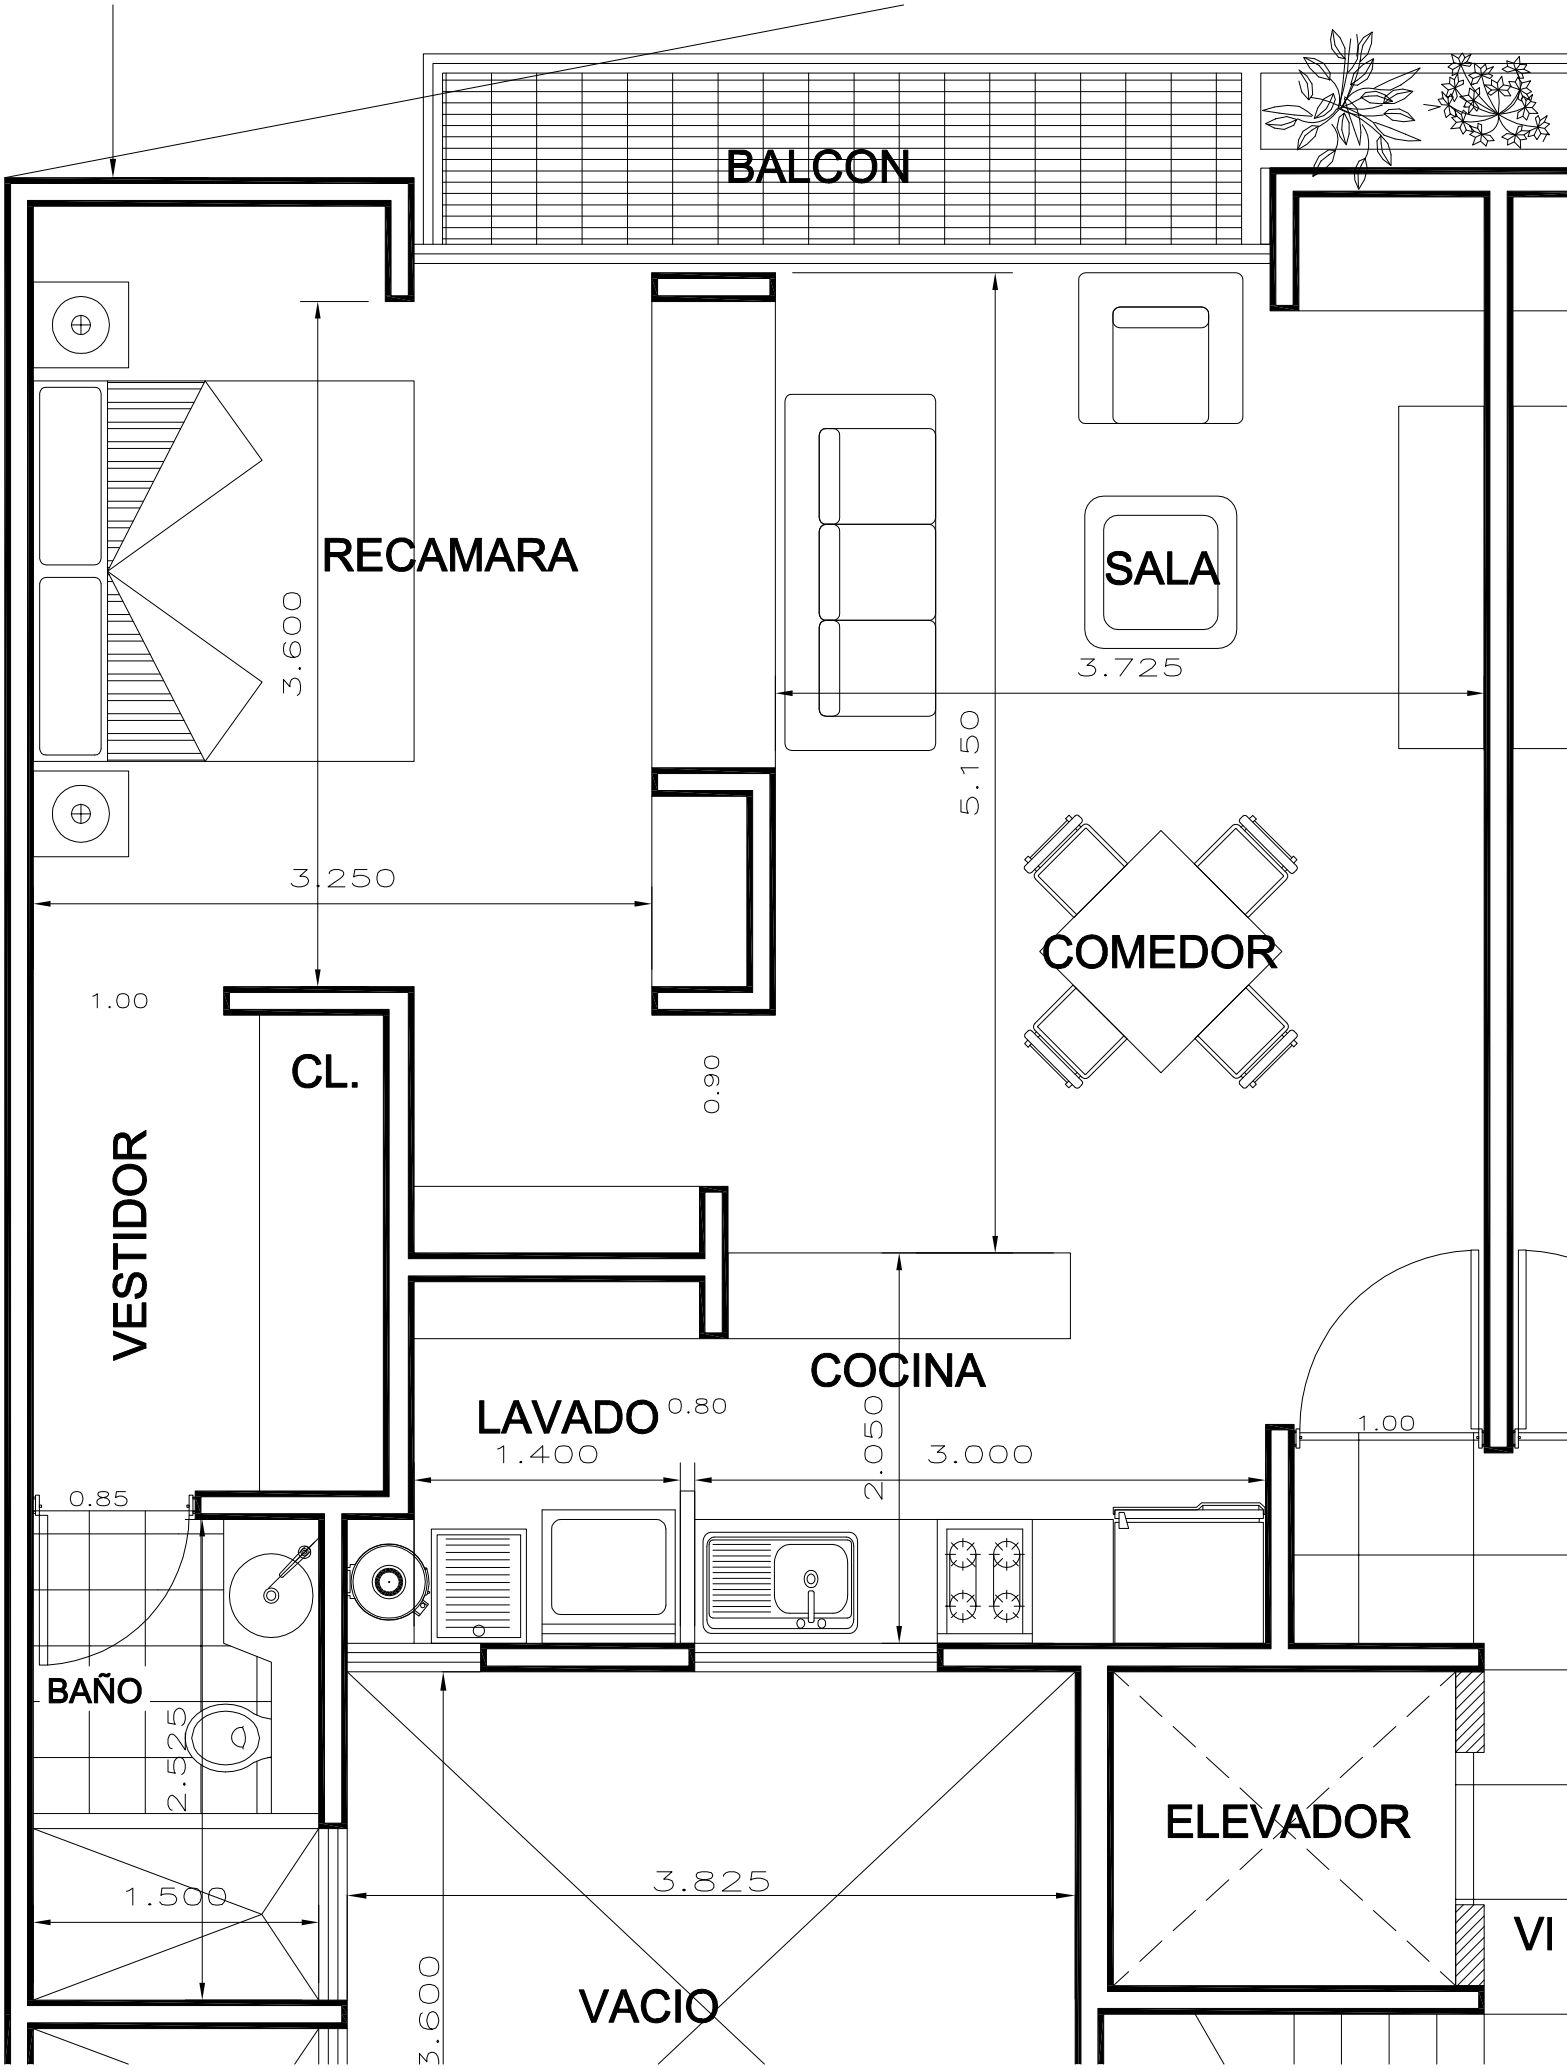 BALCON
RECAMARA
SALA
3.600
3.725
5.150
3.250
COMEDOR
1.00
CL.
0.90
VESTIDOR
COCINA
LAVADO
0.80
1.400
2.050
3.000
1.00
0.85
BAÑO
2.525
ELEVADOR
1.500
3.825
VI
3.600
VACIO